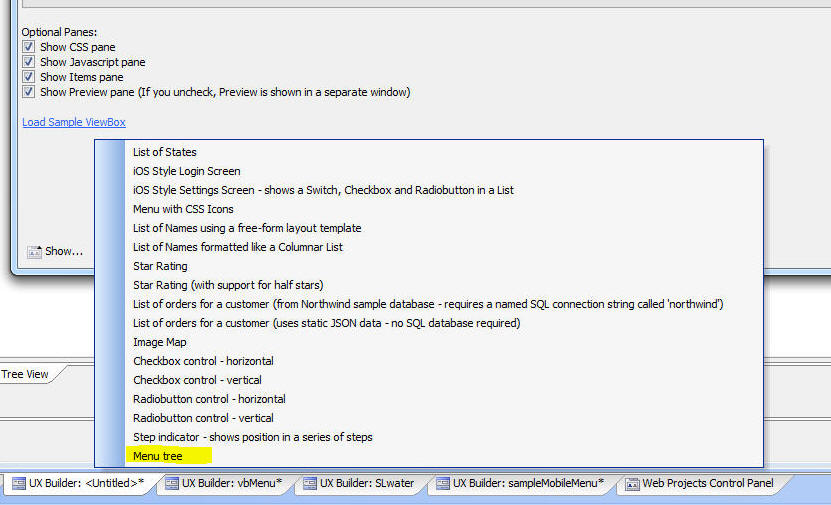 Optional Panes:
Show CSS pane
Show Javascript pane
Show Items pane
Show Preview pane (If you uncheck, Preview is shown in a separate window)
Load Sample ViewBox
List of States
iOS Style Login Screen
iOS Style Settings Screen - shows a Switch, Checkbox and Radiobutton in a List
Menu with CSS Icons
List of Names using a free-form layout template
List of Names formatted like a Columnar List
Show...
Star Rating
Star Rating (with support for half stars)
List of orders for a customer (from Northwind sample database - requires a named SQL connection string called 'northwind')
List of orders for a customer (uses static JSON data - no SQL database required)
Image Map
Checkbox control - horizontal
Tree View
Checkbox control - vertical
Radiobutton control - horizontal
Radiobutton control - vertical
Step indicator - shows position in a series of steps
Menu tree
UX Builder: <Untitled>* UX Builder: vbMenu* UX Builder: SLwater UX Builder: sampleMobileMenu* Web Projects Control Panel